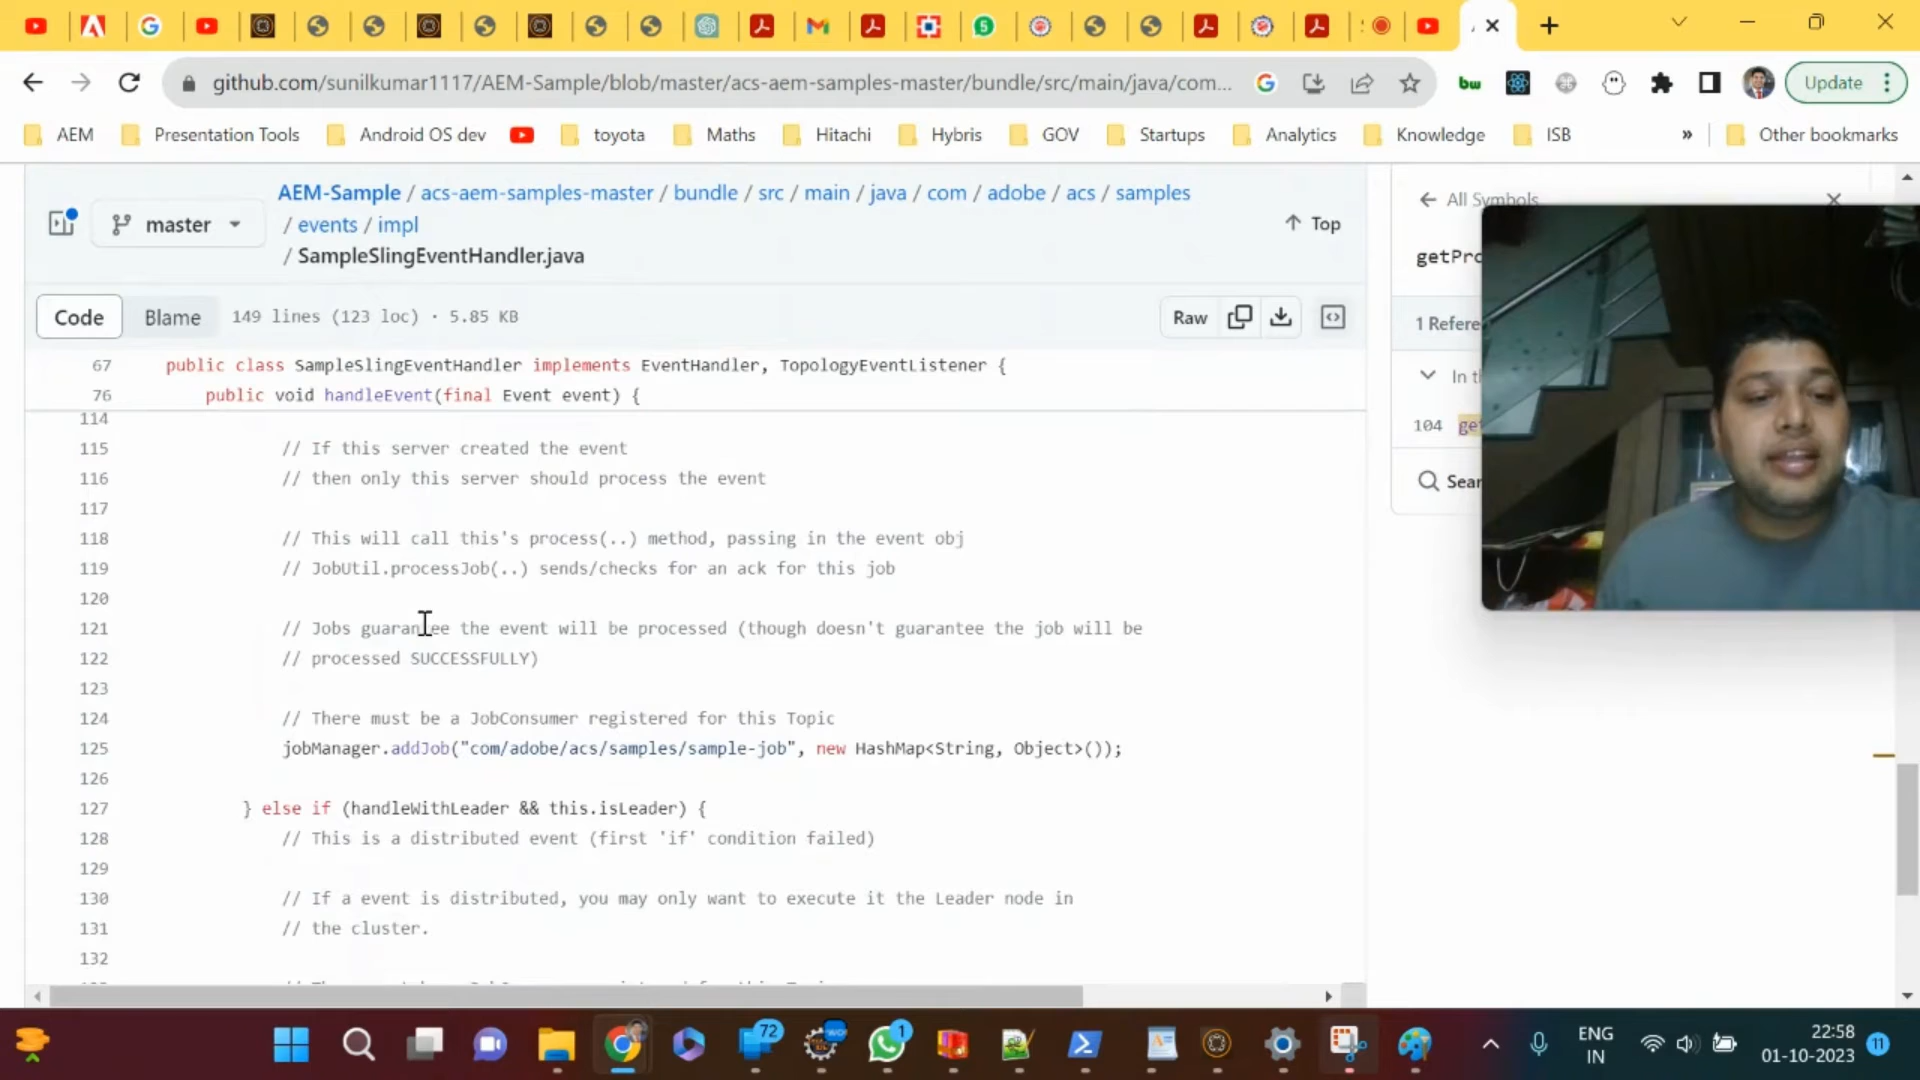 5
github.com/sunilkumar1117/AEM-Sample/blob/master/acs-aem-samples-master/bundle/src/main/java/com...
bw
Update
AEM
Presentation Tools
Android OS dev
toyota
Maths
Hitachi
Hybris
GOV
Startups
Analytics
Knowledge
ISB
»
Other bookmarks
AEM-Sample / acs-aem-samples-master / bundle / src / main / java / com / adobe / acs / samples
/ events / impl
/ SampleSlingEventHandler.java
master
Top
All Symbols
getPro
Code
Blame
149 lines (123 loc) · 5.85 KB
Raw
1 Refere
In th
104 get
Sear
67 public class SampleSlingEventHandler implements EventHandler, TopologyEventListener {
76 public void handleEvent(final Event event) {
114
115 // If this server created the event
116 // then only this server should process the event
117
118 // This will call this's process(..) method, passing in the event obj
119 // JobUtil.processJob(..) sends/checks for an ack for this job
120
121 // Jobs guarantee the event will be processed (though doesn't guarantee the job will be
122 // processed SUCCESSFULLY)
123
124 // There must be a JobConsumer registered for this Topic
125 jobManager.addJob("com/adobe/acs/samples/sample-job", new HashMap<String, Object>());
126
127 } else if (handleWithLeader && this.isLeader) {
128 // This is a distributed event (first 'if' condition failed)
129
130 // If a event is distributed, you may only want to execute it the Leader node in
131 // the cluster.
132
72
1
ENG
IN
22:58
01-10-2023
11